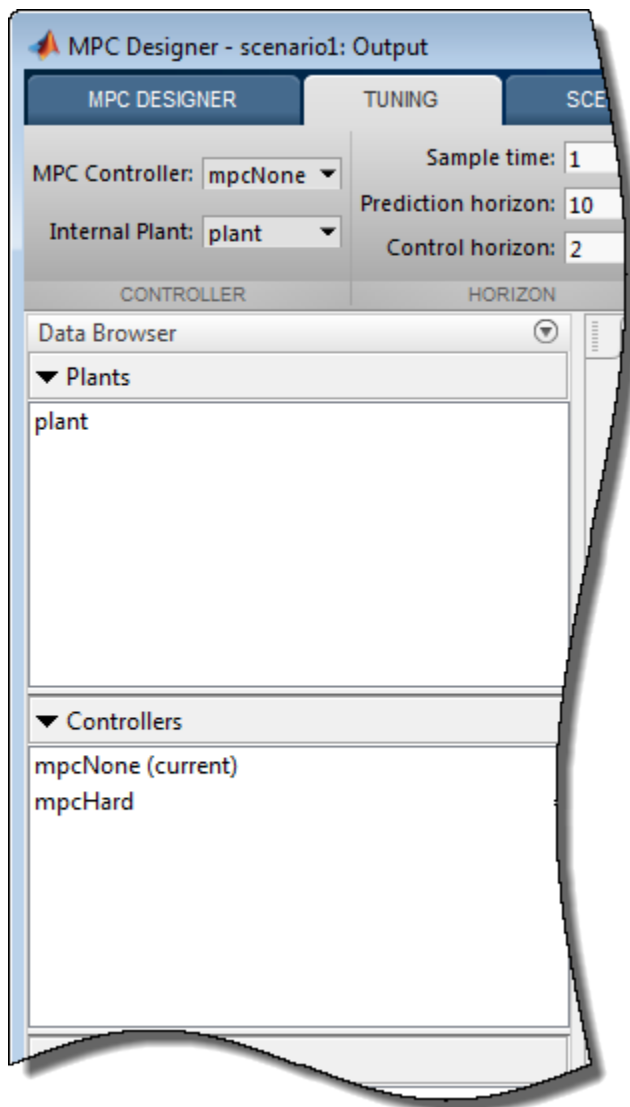 MPC Designer - scenario1: Output
MPC DESIGNER
TUNING
MPC Controller: mpcNone
Internal Plant: plant
CONTROLLER
Sample time: 1
Prediction horizon: 10
Control horizon: 2
HORIZON
Data Browser
Plants
plant
Controllers
mpcNone (current)
mpcHard